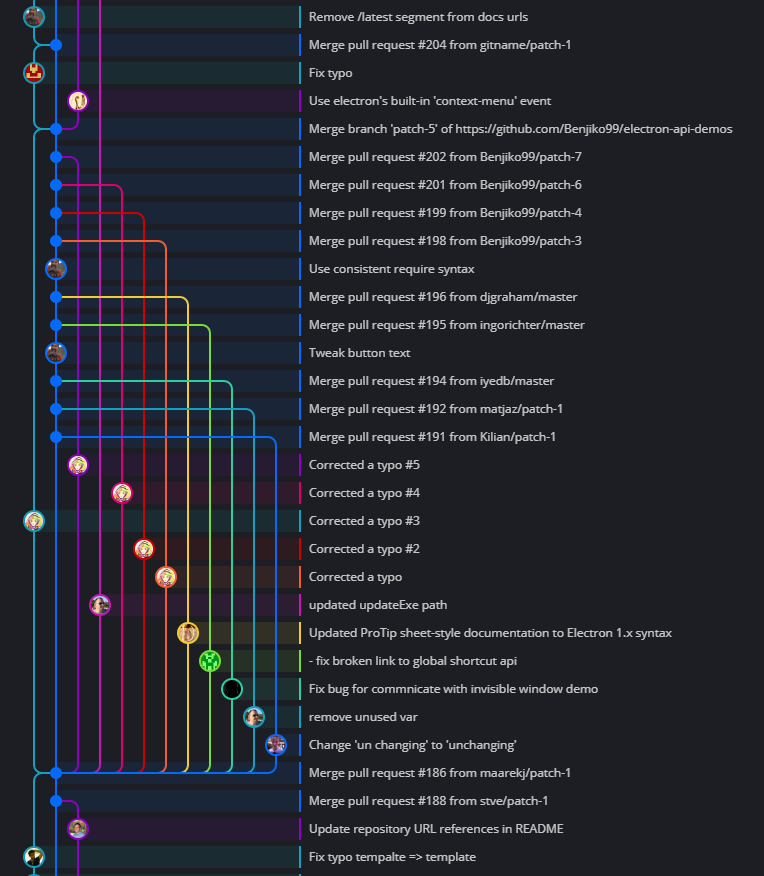 Remove /latest segment from docs urls
Merge pull request #204 from gitname/patch-1
Fix typo
Use electron's built-in 'context-menu' event
Merge branch 'patch-5' of https://github.com/Benjiko99/electron-api-demos
Merge pull request #202 from Benjiko99/patch-7
Merge pull request #201 from Benjiko99/patch-6
Merge pull request #199 from Benjiko99/patch-4
Merge pull request #198 from Benjiko99/patch-3
Use consistent require syntax
Merge pull request #196 from djgraham/master
Merge pull request #195 from ingorichter/master
Tweak button text
Merge pull request #194 from iyedb/master
Merge pull request #192 from matjaz/patch-1
Merge pull request #191 from Kilian/patch-1
Corrected a typo #5
Corrected a typo #4
Corrected a typo #3
Corrected a typo #2
Corrected a typo
updated updateExe path
Updated ProTip sheet-style documentation to Electron 1.x syntax
- fix broken link to global shortcut api
Fix bug for commnicate with invisible window demo
remove unused var
Change 'un changing' to 'unchanging'
Merge pull request #186 from maarekj/patch-1
Merge pull request #188 from stve/patch-1
Update repository URL references in README
Fix typo tempalte => template